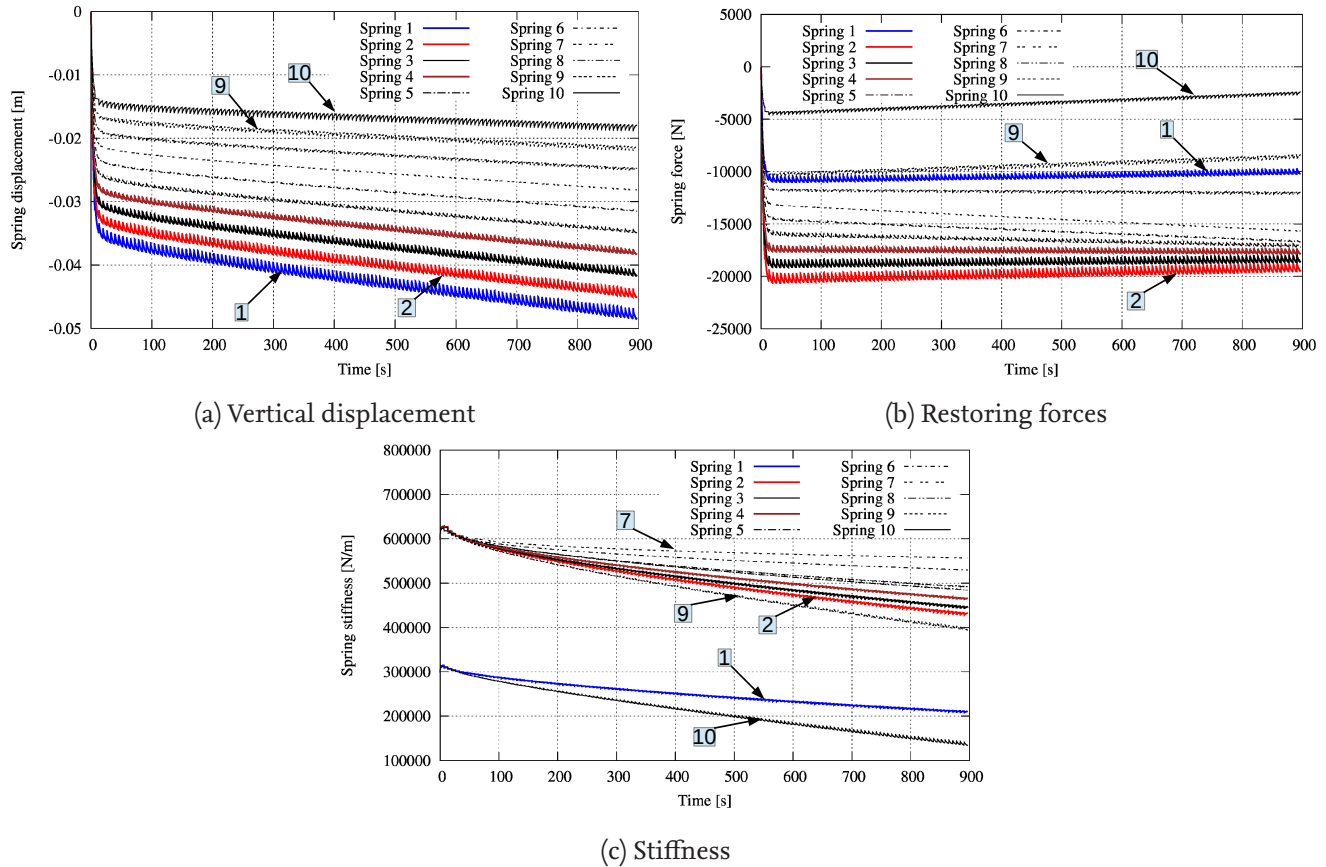 0
-0.01
-0.02
-0.03
-0.04
-0.05
Spring displacement [m]
0 100 200 300 400 500 600 700 800 900
Time [s]
Spring 1
Spring 2
Spring 3
Spring 4
Spring 5
Spring 6
Spring 7
Spring 8
Spring 9
Spring 10
9
10
1
2
(a) Vertical displacement
5000
0
-5000
-10000
-15000
-20000
-25000
Spring force [N]
0 100 200 300 400 500 600 700 800 900
Time [s]
Spring 1
Spring 2
Spring 3
Spring 4
Spring 5
Spring 6
Spring 7
Spring 8
Spring 9
Spring 10
10
9
1
2
(b) Restoring forces
800000
700000
600000
500000
400000
300000
200000
100000
Spring stiffness [N/m]
0 100 200 300 400 500 600 700 800 900
Time [s]
Spring 1
Spring 2
Spring 3
Spring 4
Spring 5
Spring 6
Spring 7
Spring 8
Spring 9
Spring 10
7
9
2
1
10
(c) Stiffness